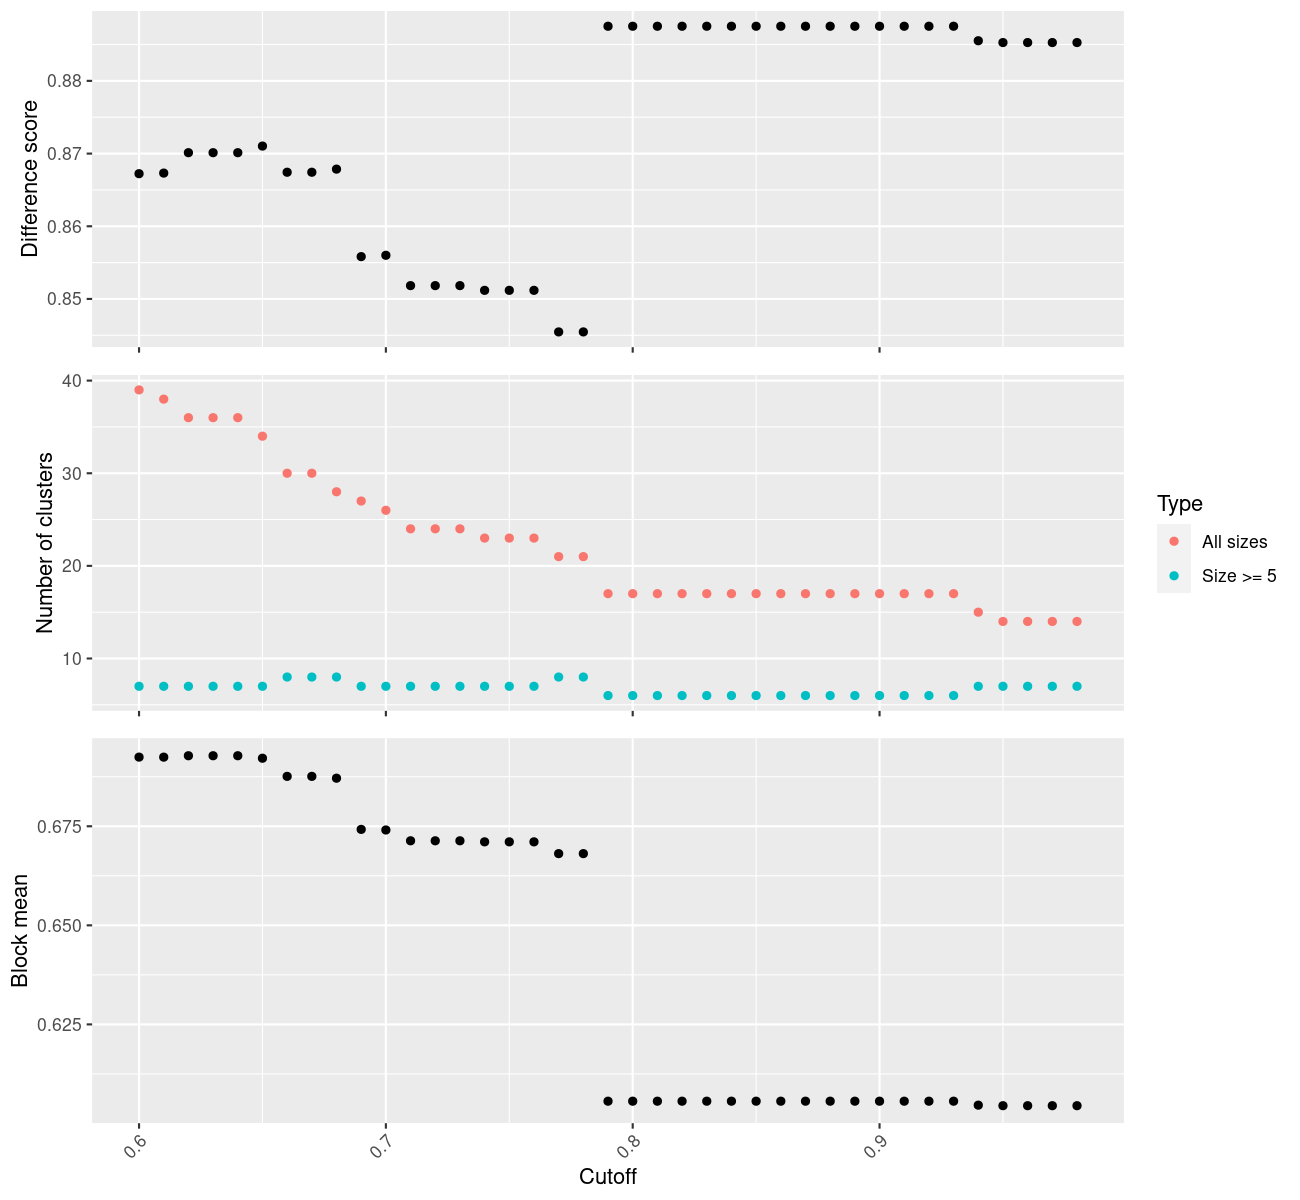 Difference score
0.88
0.87
0.86
0.85
Number of clusters
40
30
20
10
Type
All sizes
Size >= 5
Block mean
0.675
0.650
0.625
0.6
0.7
0.8
0.9
Cutoff